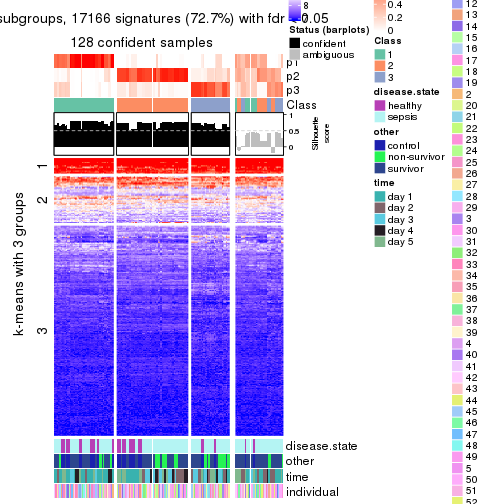 subgroups, 17166 signatures (72.7%) with fdr < 0.05
128 confident samples
p1
p2
p3
Class
1
0.5
0
Silhouette
score
k-means with 3 groups
1
2
3
disease.state
other
time
individual
8
0
Status (barplots)
confident
ambiguous
0.4
0.2
0
Class
1
2
3
disease.state
healthy
sepsis
other
control
non-survivor
survivor
time
day 1
day 2
day 3
day 4
day 5
12
13
14
15
16
17
18
19
2
20
21
22
23
24
25
26
27
28
29
3
30
31
32
33
34
35
36
37
38
39
4
40
41
42
43
44
45
46
47
48
49
5
50
51